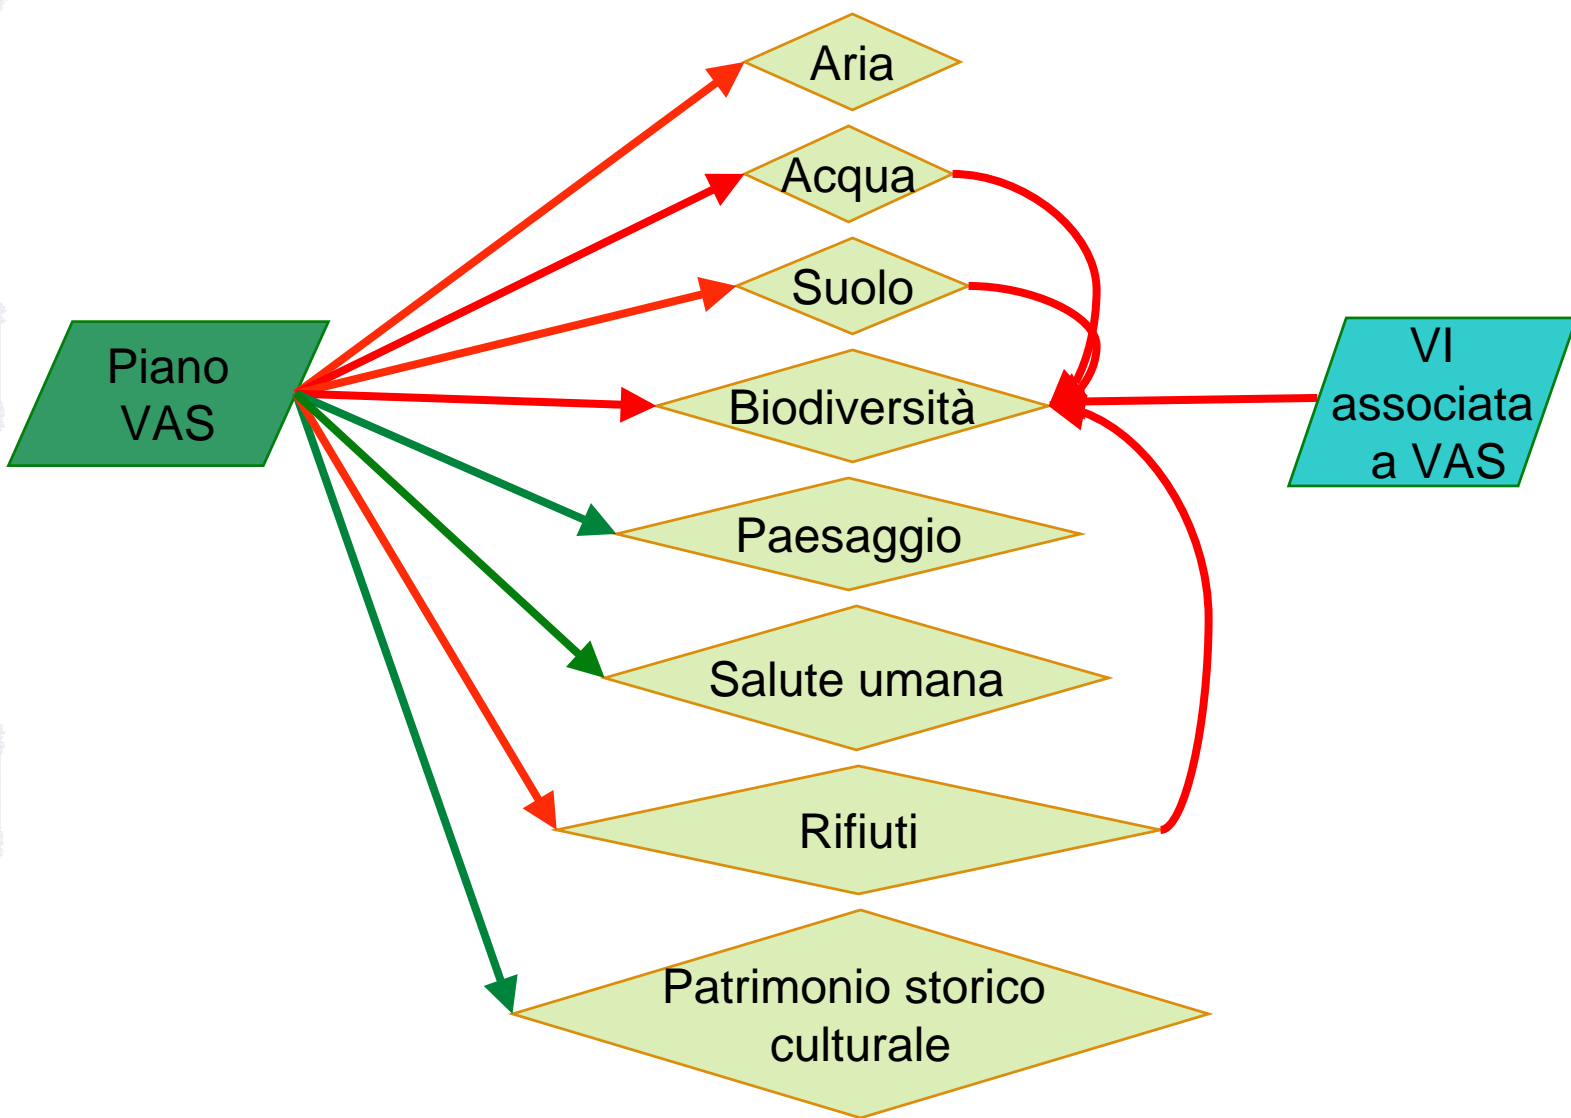 Aria
Acqua
Suolo
Piano
VAS
Biodiversità
VI
associata
a VAS
Paesaggio
Salute umana
Rifiuti
Patrimonio storico
culturale